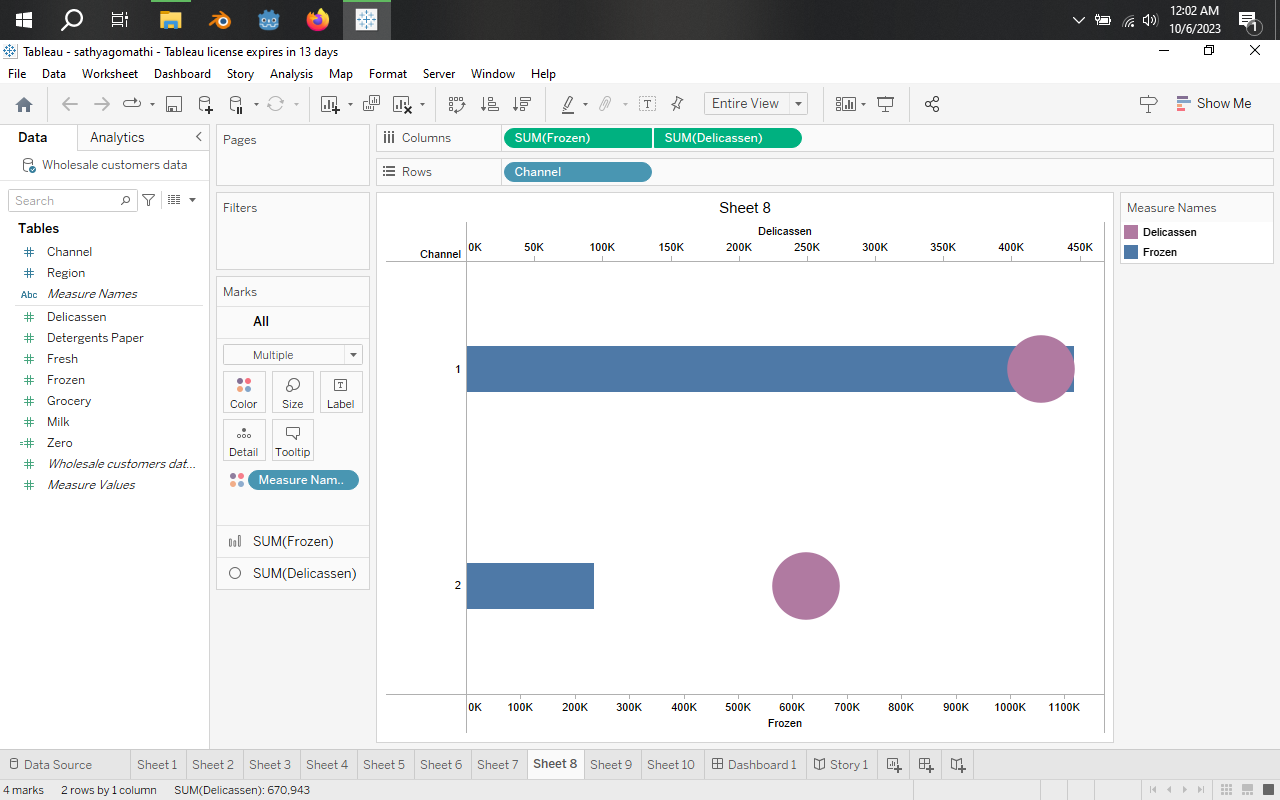 12:02 AM
10/6/2023
1
Tableau - sathyagomathi - Tableau license expires in 13 days
File Data Worksheet Dashboard Story Analysis Map Format Server Window Help
Entire View
Show Me
Data Analytics
Wholesale customers data
Search
Tables
Channel
Region
Abc Measure Names
Delicassen
Detergents Paper
Fresh
Frozen
Grocery
Milk
Zero
Wholesale customers dat...
Measure Values
Pages
Filters
Marks
All
Multiple
Color Size Label
Detail Tooltip
Measure Nam..
SUM(Frozen)
SUM(Delicassen)
Columns SUM(Frozen) SUM(Delicassen)
Rows Channel
Sheet 8
Delicassen
0K 50K 100K 150K 200K 250K 300K 350K 400K 450K
Channel
1
2
0K 100K 200K 300K 400K 500K 600K 700K 800K 900K 1000K 1100K
Frozen
Measure Names
Delicassen
Frozen
Data Source Sheet 1 Sheet 2 Sheet 3 Sheet 4 Sheet 5 Sheet 6 Sheet 7 Sheet 8 Sheet 9 Sheet 10 Dashboard 1 Story 1
4 marks 2 rows by 1 column SUM(Delicassen): 670,943